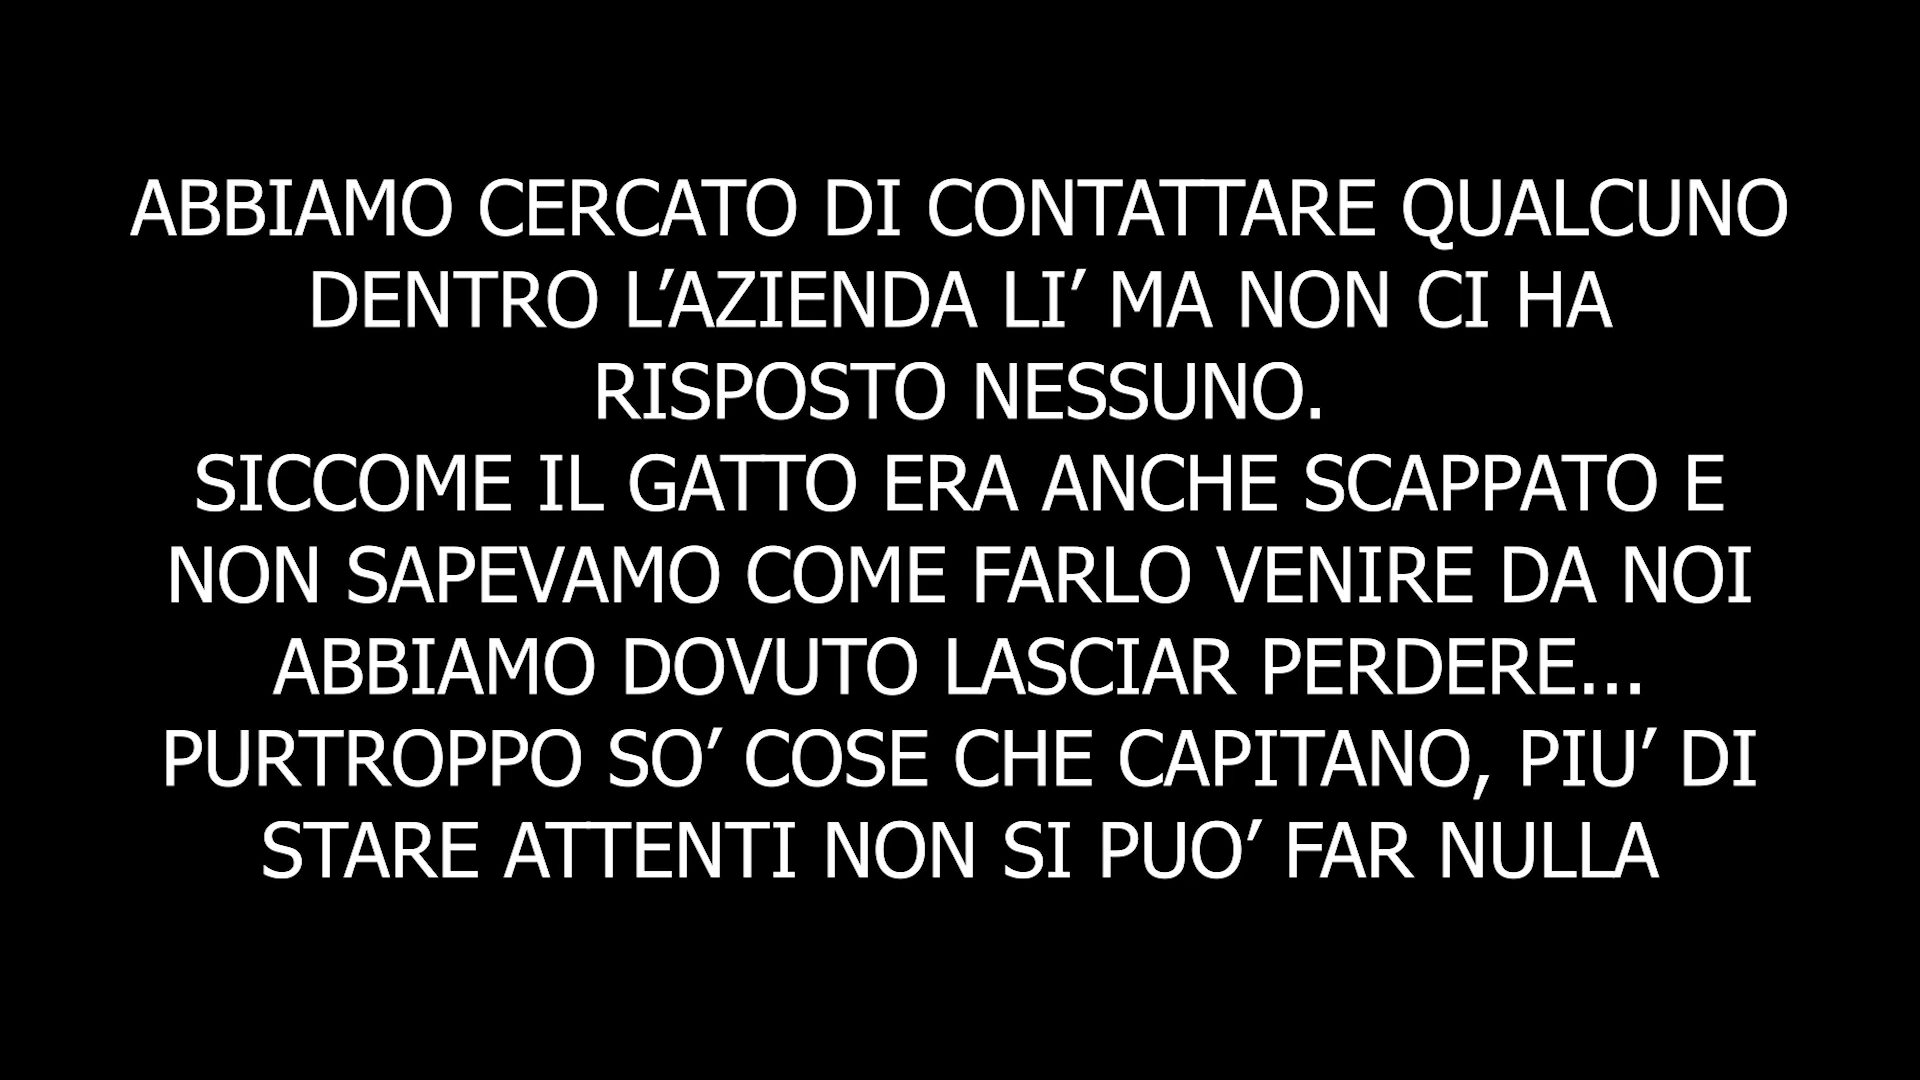 ABBIAMO CERCATO DI CONTATTARE QUALCUNO
DENTRO L’AZIENDA LI’ MA NON CI HA
RISPOSTO NESSUNO.
SICCOME IL GATTO ERA ANCHE SCAPPATO E
NON SAPEVAMO COME FARLO VENIRE DA NOI
ABBIAMO DOVUTO LASCIAR PERDERE...
PURTROPPO SO’ COSE CHE CAPITANO, PIU’ DI
STARE ATTENTI NON SI PUO’ FAR NULLA